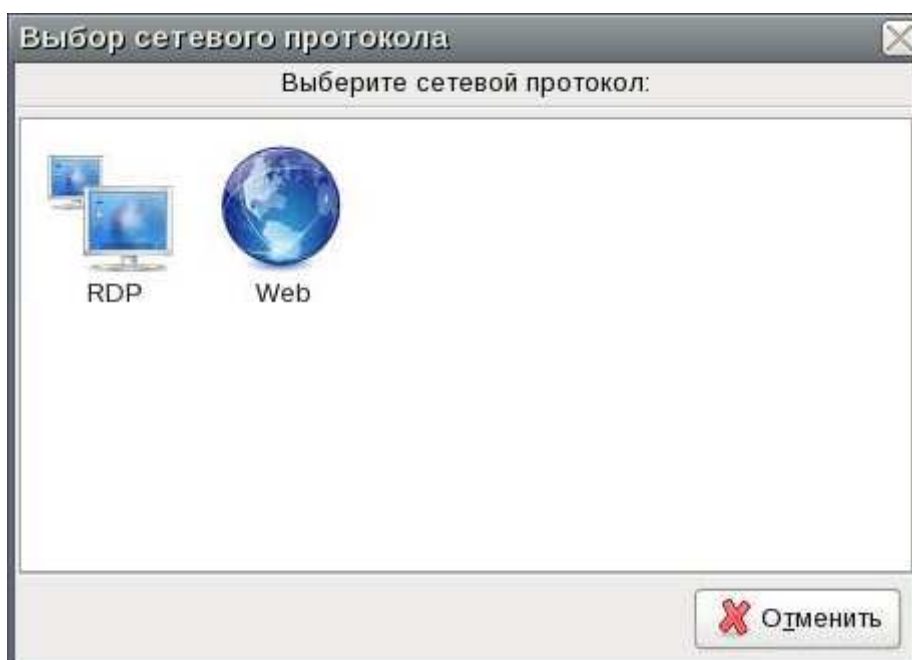 Выбор сетевого протокола
Выберите сетевой протокол:
RDP
Web
Отменить